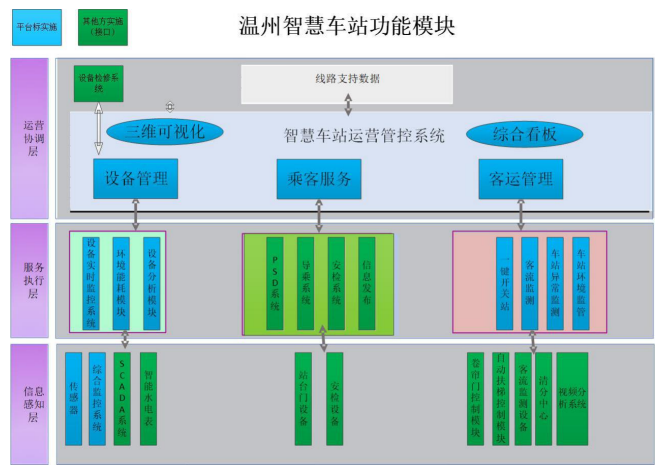 平台标实施
其他方实施
（接口）
温州智慧车站功能模块
运营
协调
层
设备检修系
统
线路支持数据
三维可视化
智慧车站运营管控系统
综合看板
设备管理
乘客服务
客运管理
服务
执行
层
设备实时监控系统
环境能耗模块
设备分析模块
PSD系统
导乘系统
安检系统
信息发布
一键开关站
客流监测
车站异常监测
车站环境监管
信息
感知
层
传感器
综合监控系统
SCADA系统
智能水电表
站台门设备
安检设备
卷帘门控制模块
自动扶梯控制模块
客流监测设备
清分中心
视频分
析系统